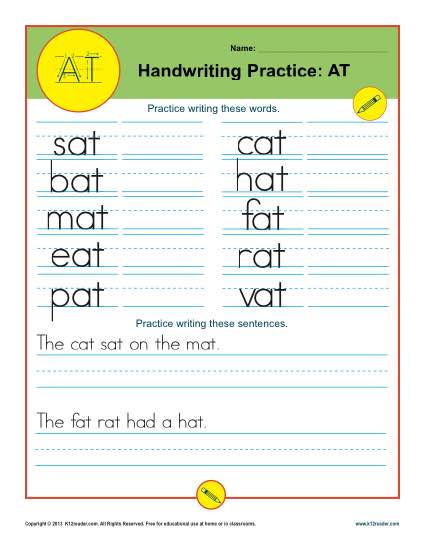 Name:
AT
Handwriting Practice: AT
Practice writing these words.
sat cat
bat hat
mat fat
eat rat
pat vat
Practice writing these sentences.
The cat sat on the mat.
The fat rat had a hat.
Copyright © 2013 K12reader.com. All Rights Reserved. Free for educational use at home or in classrooms. www.k12reader.com